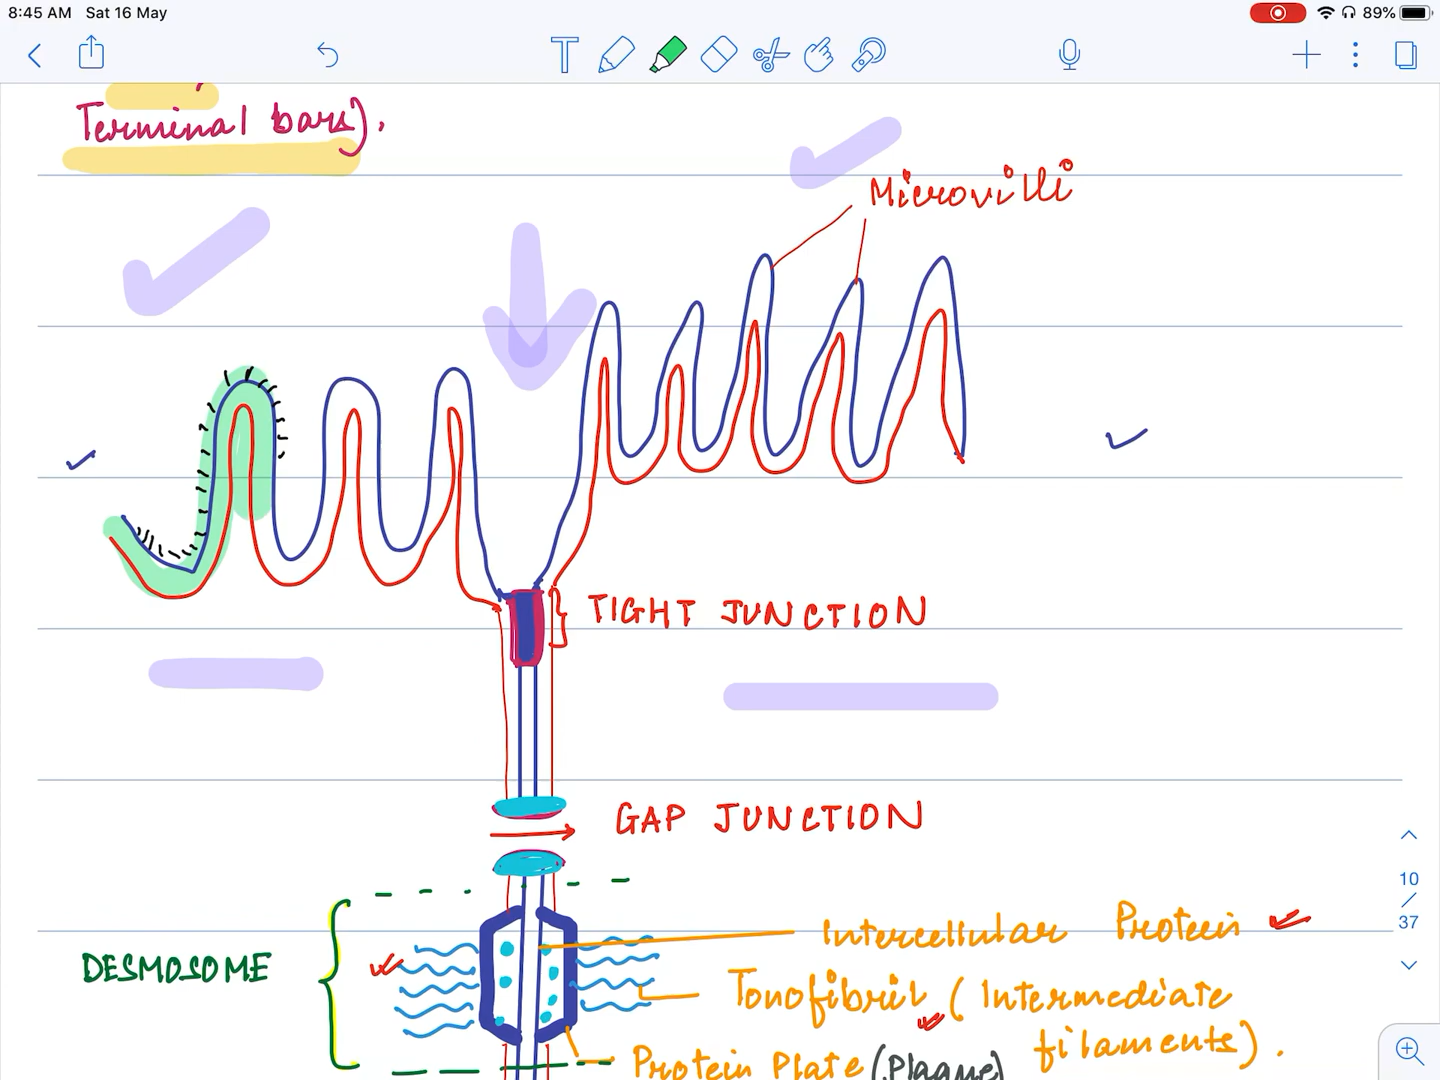 8:45 AM Sat 16 May
89%
Terminal bars).
Microvilli
TIGHT JUNCTION
GAP JUNCTION
10
/
37
DESMOSOME
Intercellular Protein
Tonofibril (Intermediate
filaments).
Protein Plate (Plaque)